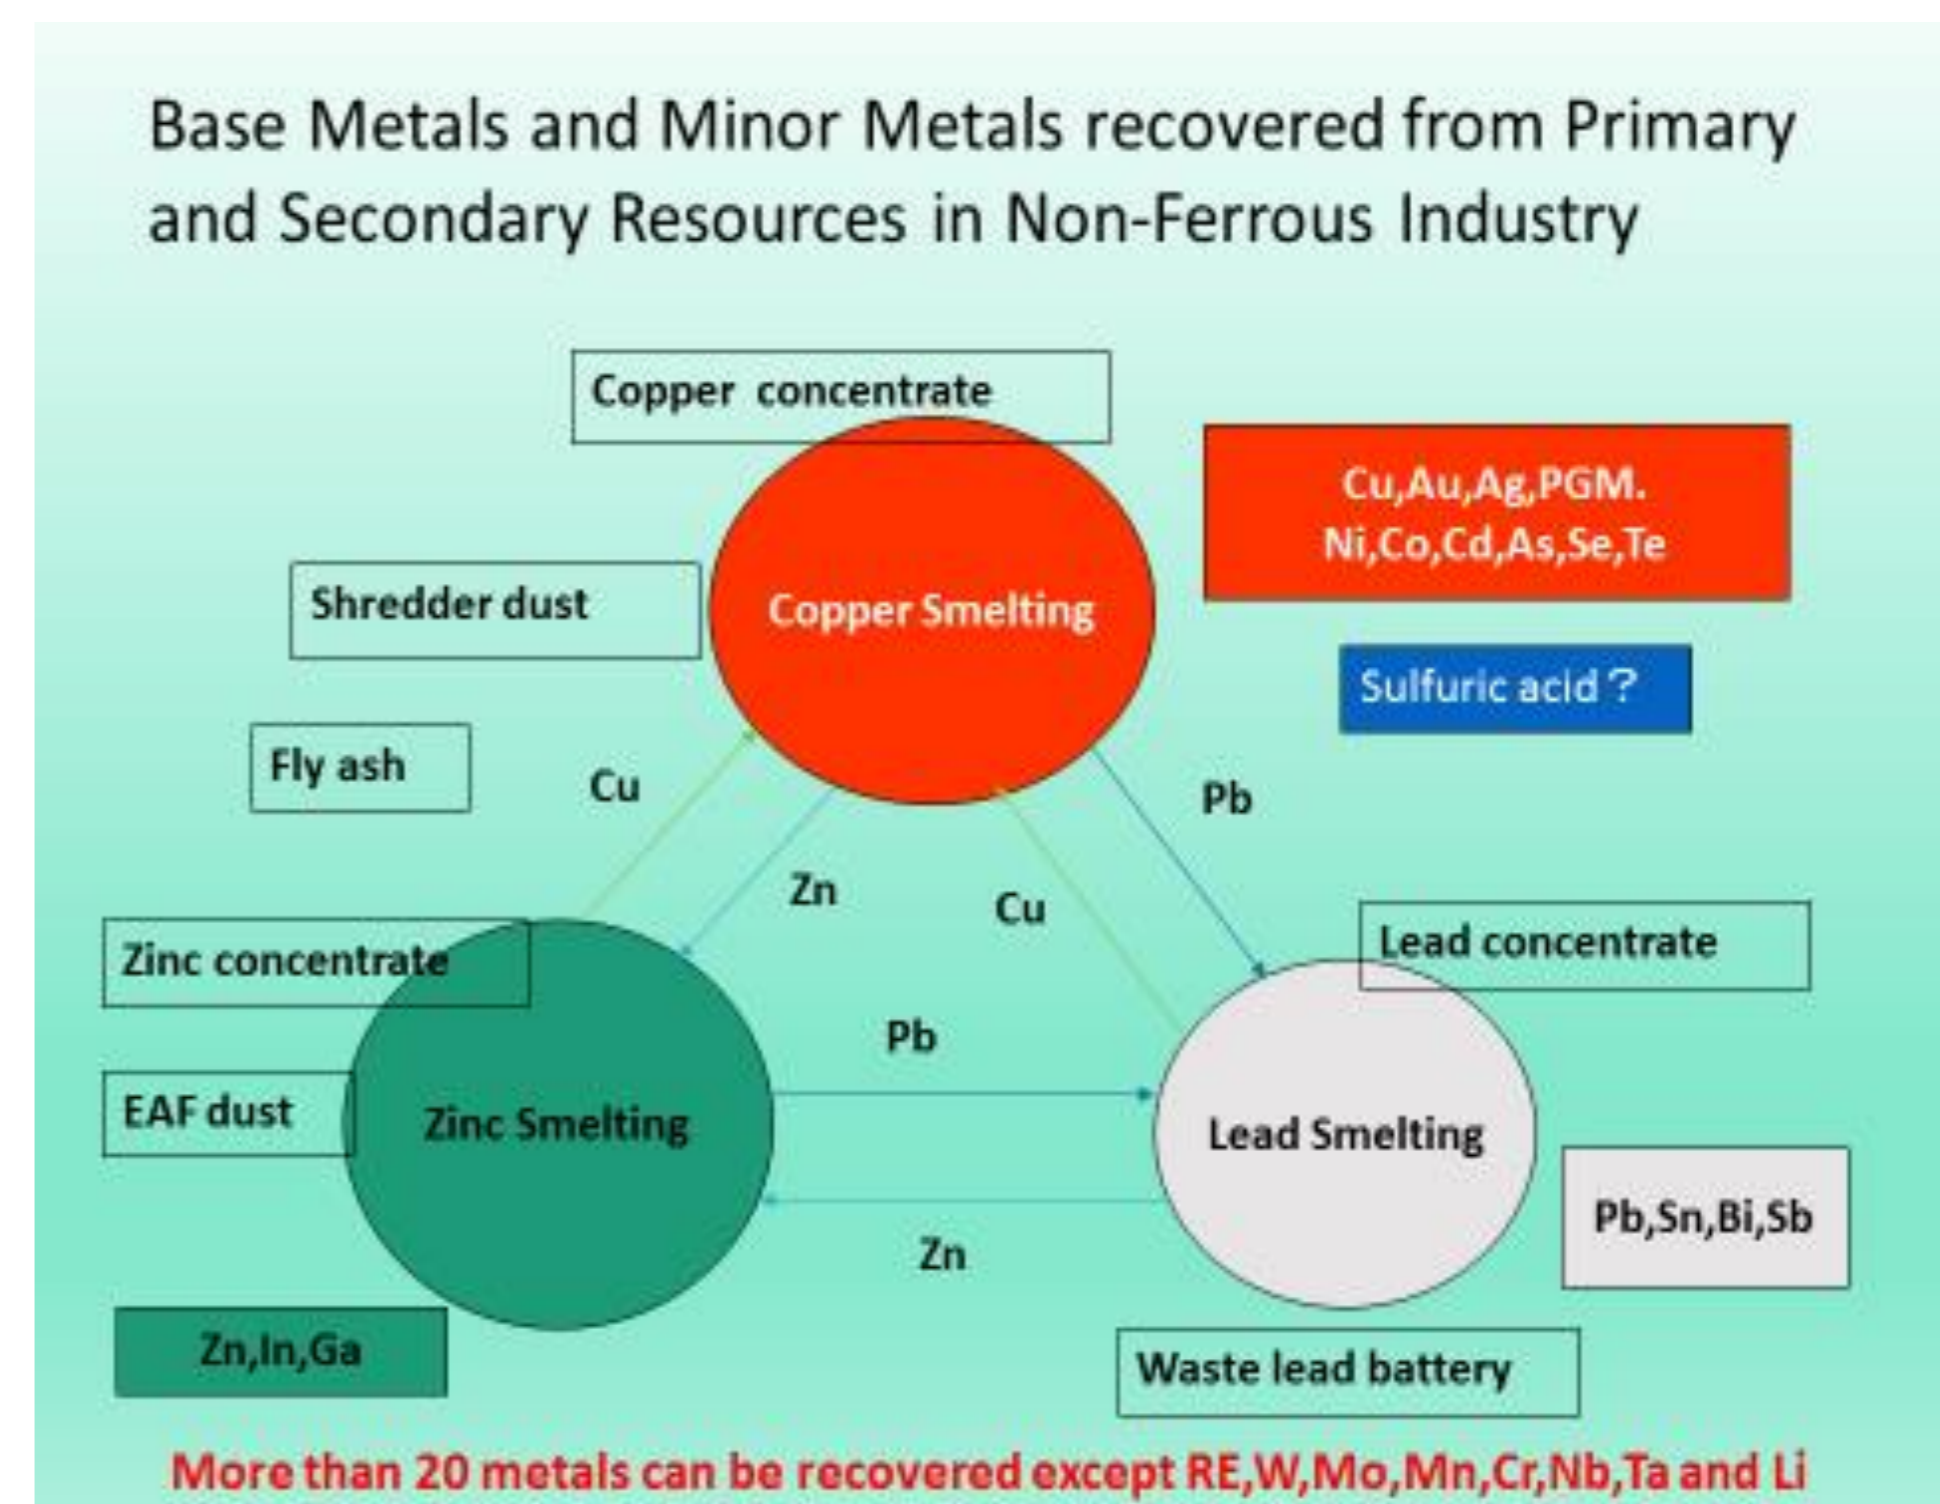 Base Metals and Minor Metals recovered from Primary
and Secondary Resources in Non-Ferrous Industry
Copper concentrate
Cu,Au,Ag,PGM.
Ni,Co,Cd,As,Se,Te
Shredder dust
Copper Smelting
Sulfuric acid？
Fly ash
Cu
Pb
Zn
Cu
Zinc concentrate
Lead concentrate
Pb
EAF dust
Zinc Smelting
Lead Smelting
Pb,Sn,Bi,Sb
Zn
Zn,In,Ga
Waste lead battery
More than 20 metals can be recovered except RE,W,Mo,Mn,Cr,Nb,Ta and Li